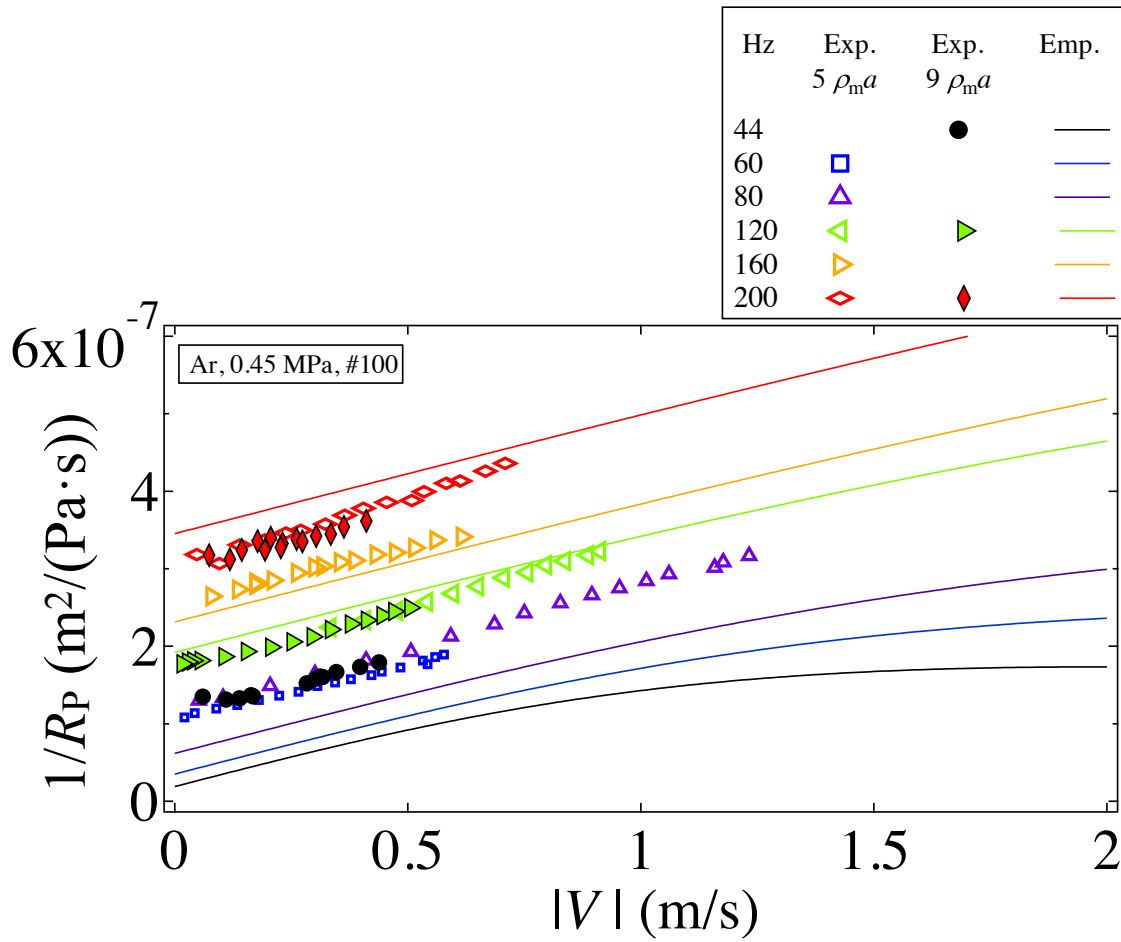 Hz Exp. Exp. Emp.
5 ρₘa 9 ρₘa
44
60
80
120
160
200
6x10⁻⁷
Ar, 0.45 MPa, #100
4
2
0
1/R_P (m²/(Pa·s))
0 0.5 1 1.5 2
|V| (m/s)